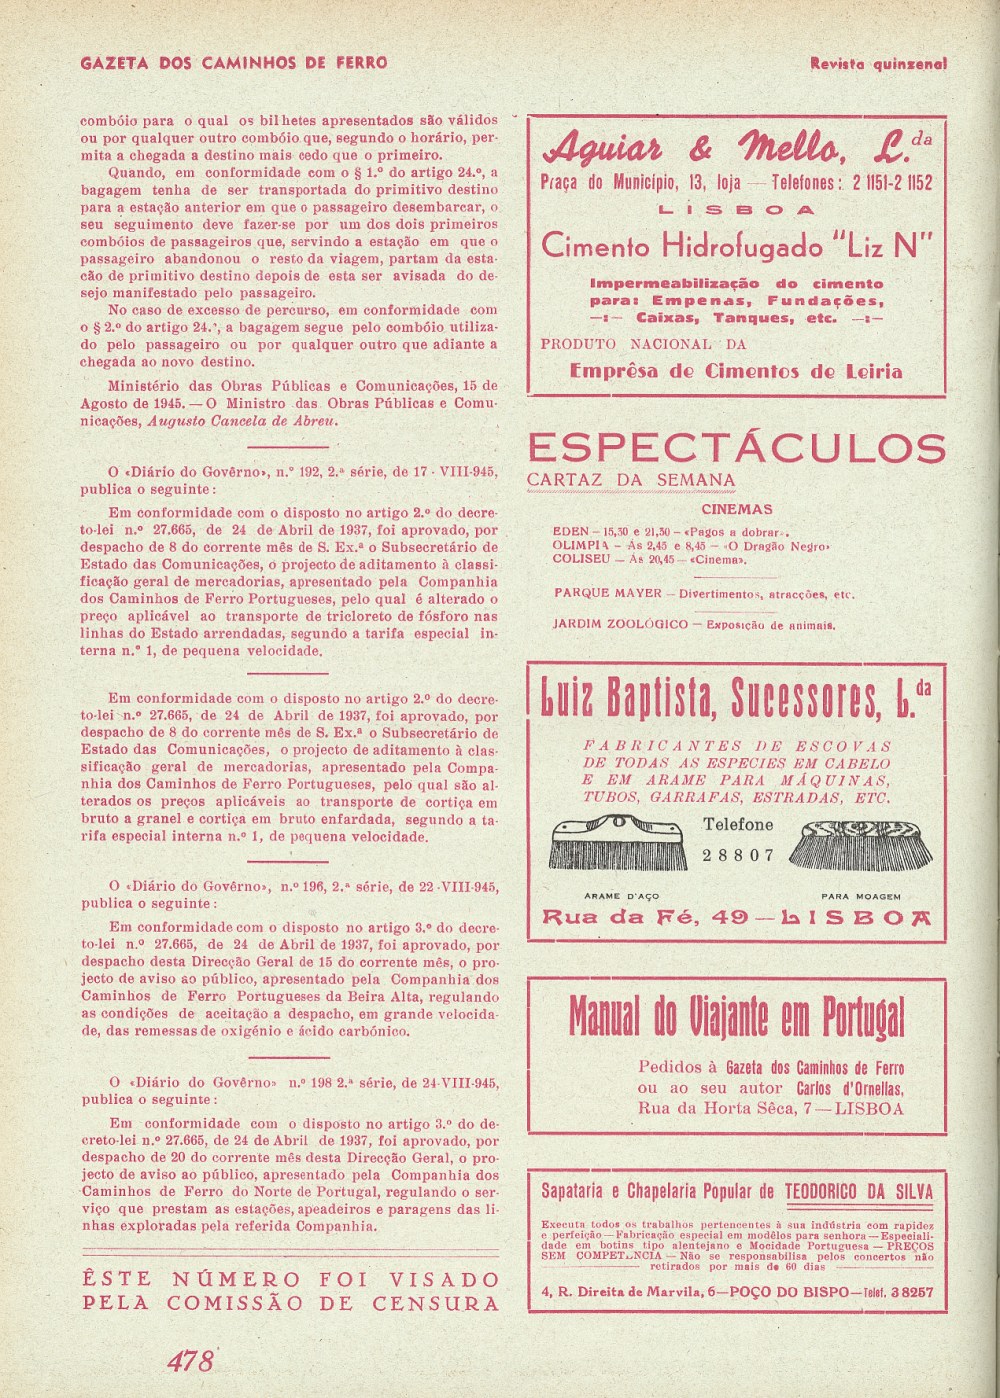 GAZETA DOS CAMINHOS DE FERRO
Revista quinzenal
combóio para o qual os bilhetes apresentados são válidos
ou por qualquer outro combóio que, segundo o horário, per-
mita a chegada a destino mais cedo que o primeiro.
Quando, em conformidade com o § 1.º do artigo 24.º, a
bagagem tenha de ser transportada do primitivo destino
para a estação anterior em que o passageiro desembarcar, o
seu seguimento deve fazer-se por um dos dois primeiros
combóios de passageiros que, servindo a estação em que o
passageiro abandonou o resto da viagem, partam da esta-
cão de primitivo destino depois de esta ser avisada do de-
sejo manifestado pelo passageiro.
No caso de excesso de percurso, em conformidade com
o § 2.º do artigo 24.º, a bagagem segue pelo combóio utiliza-
do pelo passageiro ou por qualquer outro que adiante a
chegada ao novo destino.
Ministério das Obras Públicas e Comunicações, 15 de
Agosto de 1945. — O Ministro das Obras Públicas e Comu-
nicações, Augusto Cancela de Abreu.
O «Diário do Govêrno», n.º 192, 2.ª série, de 17 - VIII-945,
publica o seguinte:
Em conformidade com o disposto no artigo 2.º do decre-
to-lei n.º 27.665, de 24 de Abril de 1937, foi aprovado, por
despacho de 8 do corrente mês de S. Ex.ª o Subsecretário de
Estado das Comunicações, o projecto de aditamento à classi-
ficação geral de mercadorias, apresentado pela Companhia
dos Caminhos de Ferro Portugueses, pelo qual é alterado o
preço aplicável ao transporte de tricloreto de fósforo nas
linhas do Estado arrendadas, segundo a tarifa especial in-
terna n.º 1, de pequena velocidade.
Em conformidade com o disposto no artigo 2.º do decre-
to-lei n.º 27.665, de 24 de Abril de 1937, foi aprovado, por
despacho de 8 do corrente mês de S. Ex.ª o Subsecretário de
Estado das Comunicações, o projecto de aditamento à clas-
sificação geral de mercadorias, apresentado pela Compa-
nhia dos Caminhos de Ferro Portugueses, pelo qual são al-
terados os preços aplicáveis ao transporte de cortiça em
bruto a granel e cortiça em bruto enfardada, segundo a ta-
rifa especial interna n.º 1, de pequena velocidade.
O «Diário do Govêrno», n.º 196, 2.ª série, de 22-VIII-945,
publica o seguinte:
Em conformidade com o disposto no artigo 3.º do decre-
to-lei n.º 27.665, de 24 de Abril de 1937, foi aprovado, por
despacho desta Direcção Geral de 15 do corrente mês, o pro-
jecto de aviso ao público, apresentado pela Companhia dos
Caminhos de Ferro Portugueses da Beira Alta, regulando
as condições de aceitação a despacho, em grande velocida-
de, das remessas de oxigénio e ácido carbónico.
O «Diário do Govêrno» n.º 198 2.ª série, de 24-VIII-945,
publica o seguinte:
Em conformidade com o disposto no artigo 3.º do de-
creto-lei n.º 27.665, de 24 de Abril de 1937, foi aprovado, por
despacho de 20 do corrente mês desta Direcção Geral, o pro-
jecto de aviso ao público, apresentado pela Companhia dos
Caminhos de Ferro do Norte de Portugal, regulando o ser-
viço que prestam as estações, apeadeiros e paragens das li-
nhas exploradas pela referida Companhia.
ÊSTE NÚMERO FOI VISADO
PELA COMISSÃO DE CENSURA
478
Aguiar & Mello, L.da
Praça do Município, 13, loja — Telefones: 2 1151-2 1152
LISBOA
Cimento Hidrofugado "Liz N"
Impermeabilização do cimento
para: Empenas, Fundações,
—:— Caixas, Tanques, etc. —:—
PRODUTO NACIONAL DA
Emprêsa de Cimentos de Leiria
ESPECTÁCULOS
CARTAZ DA SEMANA
CINEMAS
EDEN — 15,30 e 21,30 — «Pagos a dobrar».
OLIMPIA — Ás 2,45 e 8,45 — «O Dragão Negro»
COLISEU — Ás 20,45 — «Cinema».
PARQUE MAYER — Divertimentos, atracções, etc.
JARDIM ZOOLÓGICO — Exposição de animais.
Luiz Baptista, Sucessores, L.da
FABRICANTES DE ESCOVAS
DE TODAS AS ESPECIES EM CABELO
E EM ARAME PARA MÁQUINAS,
TUBOS, GARRAFAS, ESTRADAS, ETC.
Telefone
28807
ARAME D'AÇO
PARA MOAGEM
Rua da Fé, 49 — LISBOA
Manual do Viajante em Portugal
Pedidos à Gazeta dos Caminhos de Ferro
ou ao seu autor Carlos d'Ornellas,
Rua da Horta Sêca, 7 — LISBOA
Sapataria e Chapelaria Popular de TEODORICO DA SILVA
Executa todos os trabalhos pertencentes à sua indústria com rapidez
e perfeição — Fabricação especial em modêlos para senhora — Especiali-
dade em botins tipo alentejano e Mocidade Portuguesa — PREÇOS
SEM COMPETENCIA — Não se responsabilisa pelos concertos não
retirados por mais de 60 dias
4, R. Direita de Marvila, 6 — POÇO DO BISPO — Telef. 38257